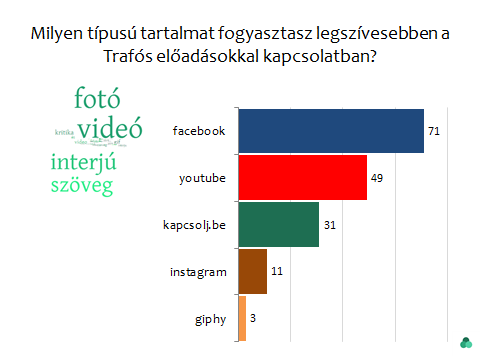 Milyen típusú tartalmat fogyasztasz legszívesebben a
Trafós előadásokkal kapcsolatban?
fotó
kritika
videó
interjú
szöveg
facebook 71
youtube 49
kapcsolj.be 31
instagram 11
giphy 3